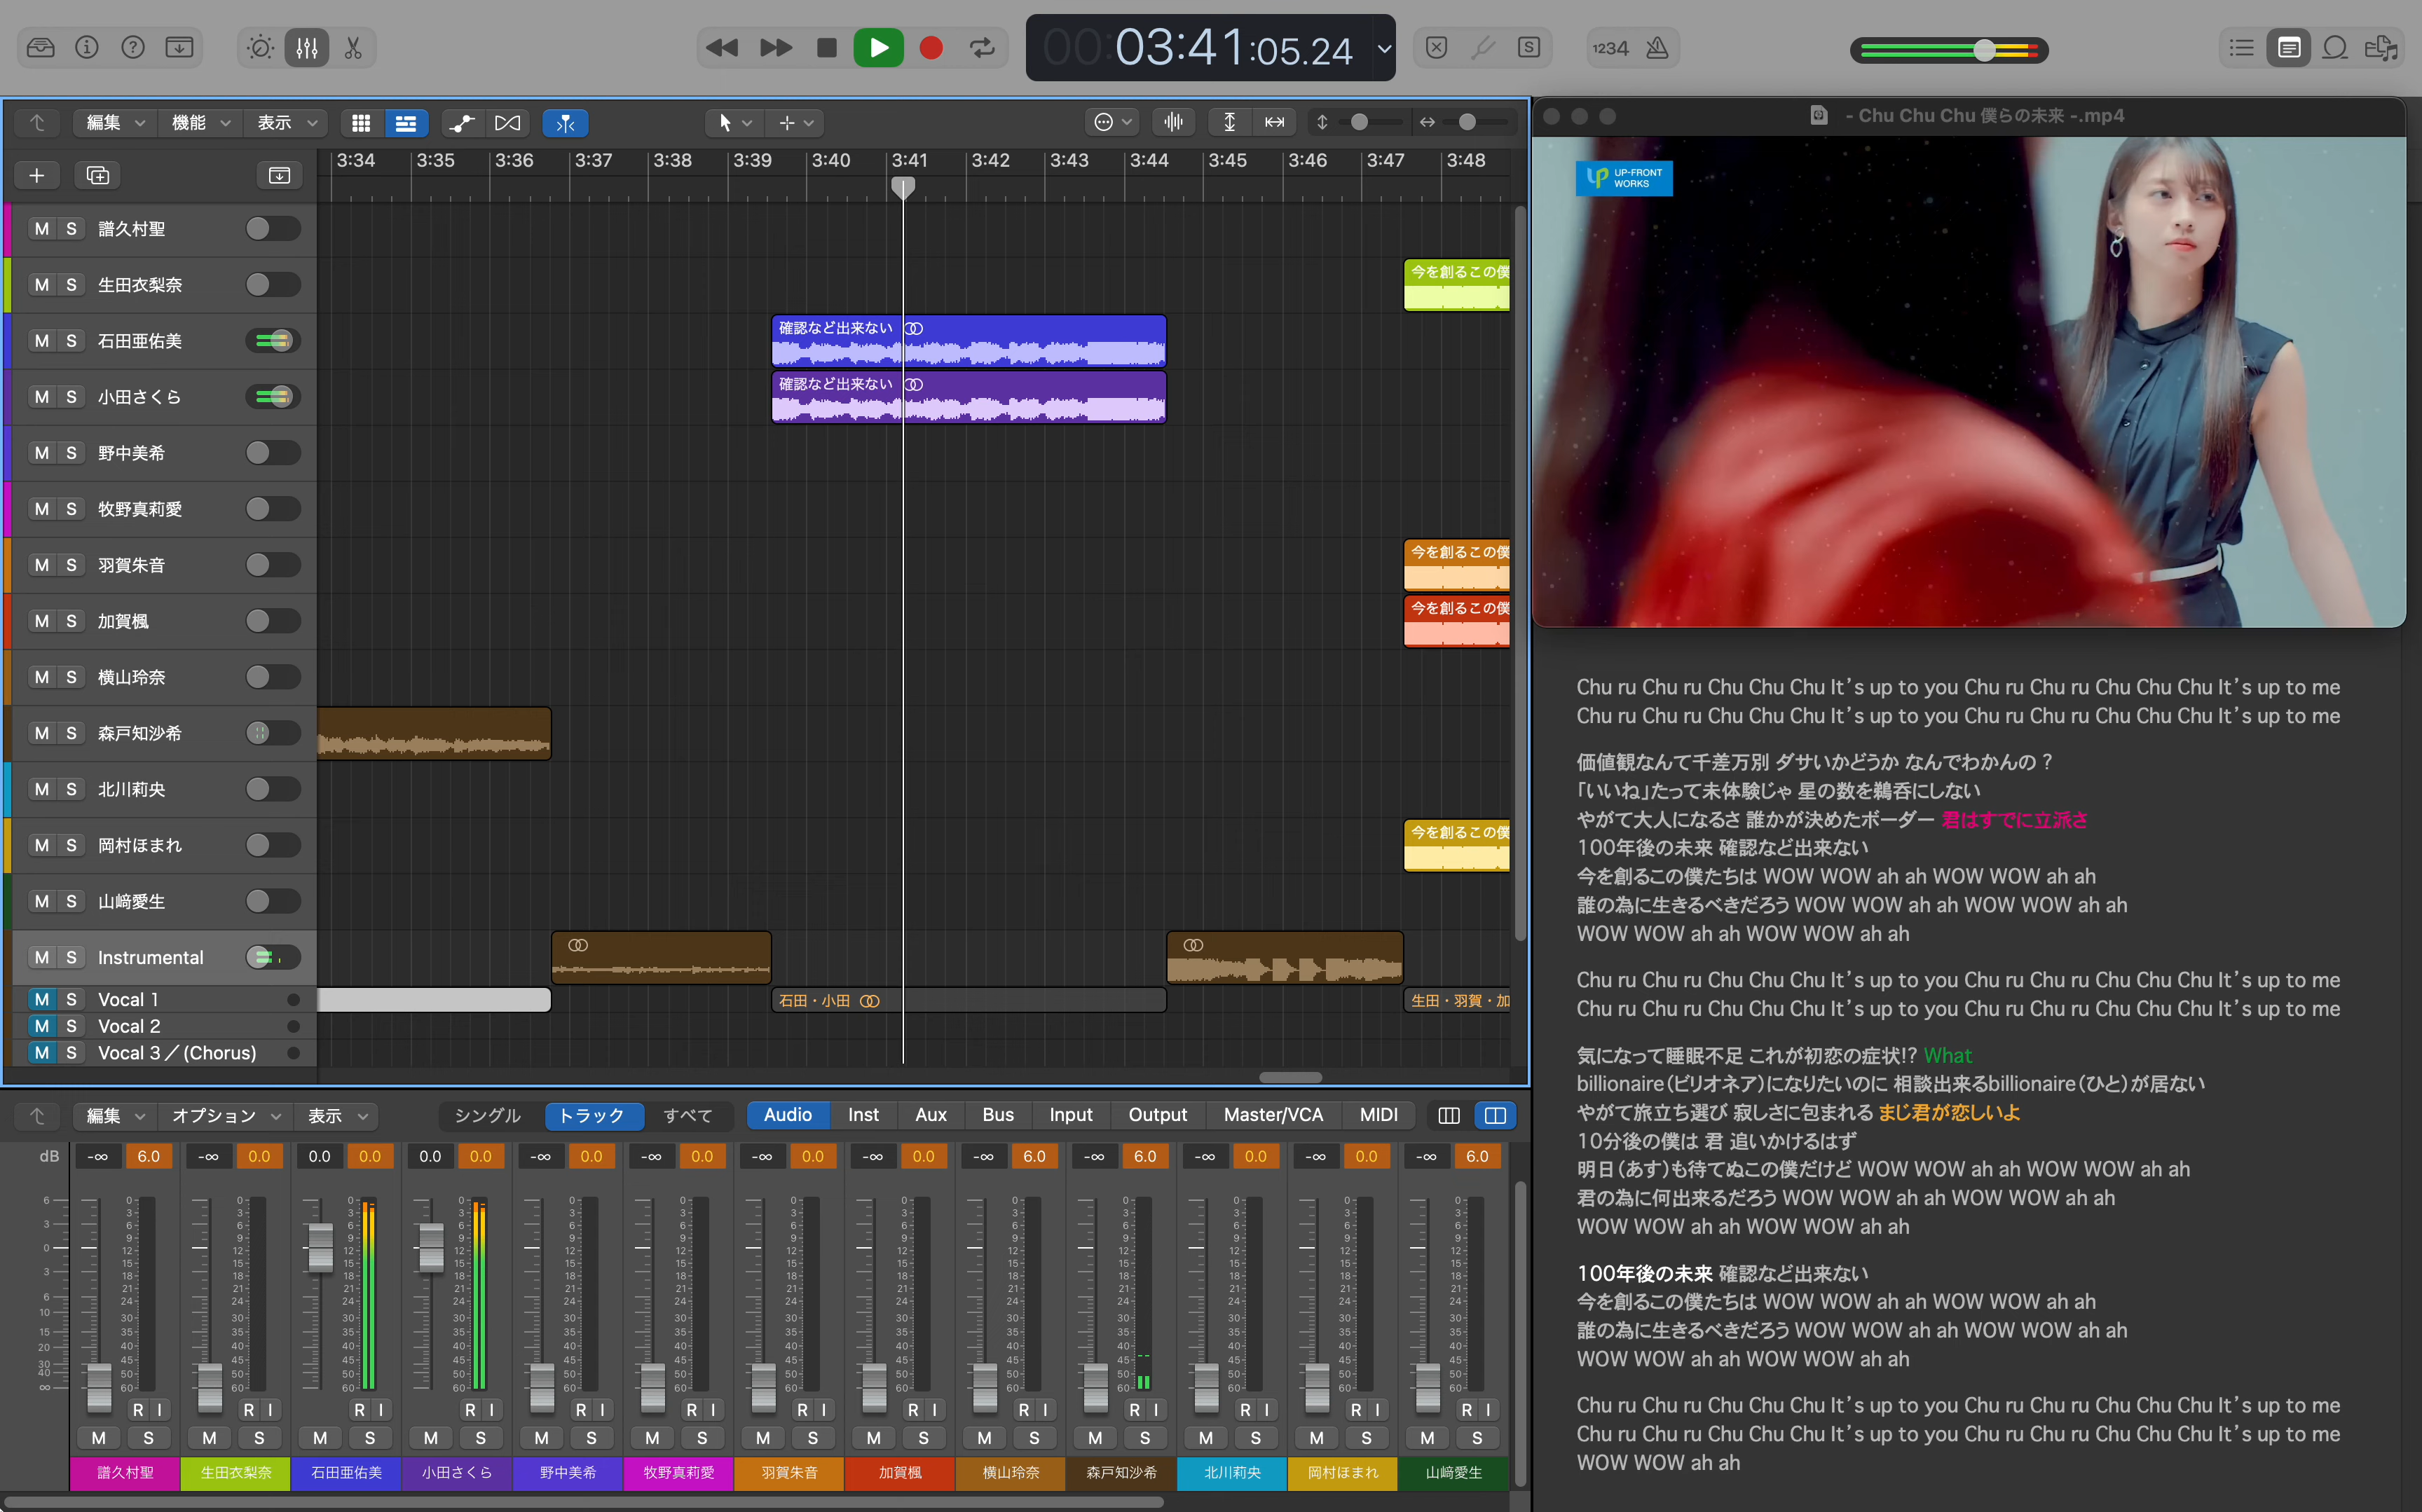 00:03:41:05.24
1234
編集 機能 表示
3:34 3:35 3:36 3:37 3:38 3:39 3:40 3:41 3:42 3:43 3:44 3:45 3:46 3:47 3:48
M S 譜久村聖
M S 生田衣梨奈
今を創るこの僕
M S 石田亜佑美
確認など出来ない
M S 小田さくら
確認など出来ない
M S 野中美希
M S 牧野真莉愛
M S 羽賀朱音
今を創るこの僕
M S 加賀楓
今を創るこの僕
M S 横山玲奈
M S 森戸知沙希
M S 北川莉央
M S 岡村ほまれ
今を創るこの僕
M S 山﨑愛生
M S Instrumental
M S Vocal 1
石田・小田
生田・羽賀・加
M S Vocal 2
M S Vocal 3／(Chorus)
編集 オプション 表示 シングル トラック すべて Audio Inst Aux Bus Input Output Master/VCA MIDI
dB -∞ 6.0 -∞ 0.0 0.0 0.0 0.0 0.0 -∞ 0.0 -∞ 0.0 -∞ 0.0 -∞ 0.0 -∞ 6.0 -∞ 6.0 -∞ 0.0 -∞ 0.0 -∞ 6.0
R I R I R I R I R I R I R I R I R I R I R I R I R I
M S M S M S M S M S M S M S M S M S M S M S M S M S
譜久村聖 生田衣梨奈 石田亜佑美 小田さくら 野中美希 牧野真莉愛 羽賀朱音 加賀楓 横山玲奈 森戸知沙希 北川莉央 岡村ほまれ 山﨑愛生
- Chu Chu Chu 僕らの未来 -.mp4
UP-FRONT
WORKS
Chu ru Chu ru Chu Chu Chu It's up to you Chu ru Chu ru Chu Chu Chu It's up to me
Chu ru Chu ru Chu Chu Chu It's up to you Chu ru Chu ru Chu Chu Chu It's up to me
価値観なんて千差万別 ダサいかどうか なんでわかんの？
「いいね」たって未体験じゃ 星の数を鵜呑にしない
やがて大人になるさ 誰かが決めたボーダー 君はすでに立派さ
100年後の未来 確認など出来ない
今を創るこの僕たちは WOW WOW ah ah WOW WOW ah ah
誰の為に生きるべきだろう WOW WOW ah ah WOW WOW ah ah
WOW WOW ah ah WOW WOW ah ah
Chu ru Chu ru Chu Chu Chu It's up to you Chu ru Chu ru Chu Chu Chu It's up to me
Chu ru Chu ru Chu Chu Chu It's up to you Chu ru Chu ru Chu Chu Chu It's up to me
気になって睡眠不足 これが初恋の症状!? What
billionaire（ビリオネア）になりたいのに 相談出来るbillionaire（ひと）が居ない
やがて旅立ち選び 寂しさに包まれる まじ君が恋しいよ
10分後の僕は 君 追いかけるはず
明日（あす）も待てぬこの僕だけど WOW WOW ah ah WOW WOW ah ah
君の為に何出来るだろう WOW WOW ah ah WOW WOW ah ah
WOW WOW ah ah WOW WOW ah ah
100年後の未来 確認など出来ない
今を創るこの僕たちは WOW WOW ah ah WOW WOW ah ah
誰の為に生きるべきだろう WOW WOW ah ah WOW WOW ah ah
WOW WOW ah ah WOW WOW ah ah
Chu ru Chu ru Chu Chu Chu It's up to you Chu ru Chu ru Chu Chu Chu It's up to me
Chu ru Chu ru Chu Chu Chu It's up to you Chu ru Chu ru Chu Chu Chu It's up to me
WOW WOW ah ah